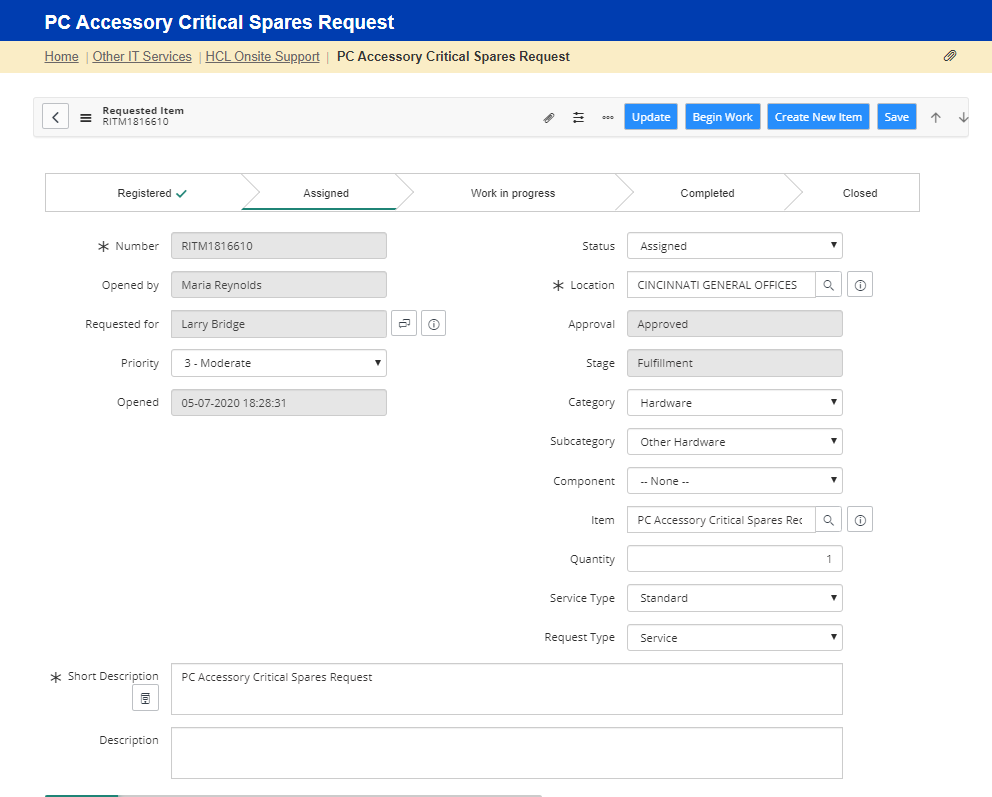 PC Accessory Critical Spares Request
Home | Other IT Services | HCL Onsite Support | PC Accessory Critical Spares Request
Requested Item
RITM1816610
Update Begin Work Create New Item Save
Registered Assigned Work in progress Completed Closed
Number RITM1816610 Status Assigned
Opened by Maria Reynolds Location CINCINNATI GENERAL OFFICES
Requested for Larry Bridge Approval Approved
Priority 3 - Moderate Stage Fulfillment
Opened 05-07-2020 18:28:31 Category Hardware
Subcategory Other Hardware
Component -- None --
Item PC Accessory Critical Spares Rec
Quantity 1
Service Type Standard
Request Type Service
Short Description PC Accessory Critical Spares Request
Description